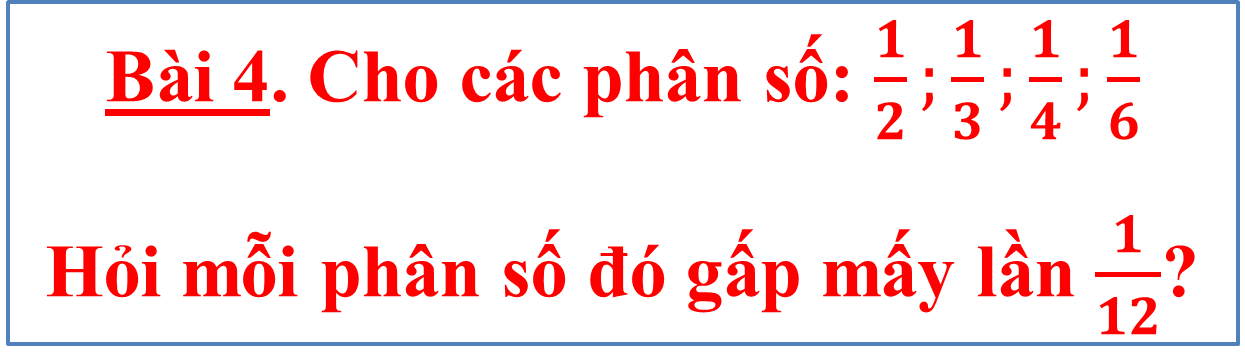 Bài 4. Cho các phân số: 1/2 ; 1/3 ; 1/4 ; 1/6
Hỏi mỗi phân số đó gấp mấy lần 1/12?